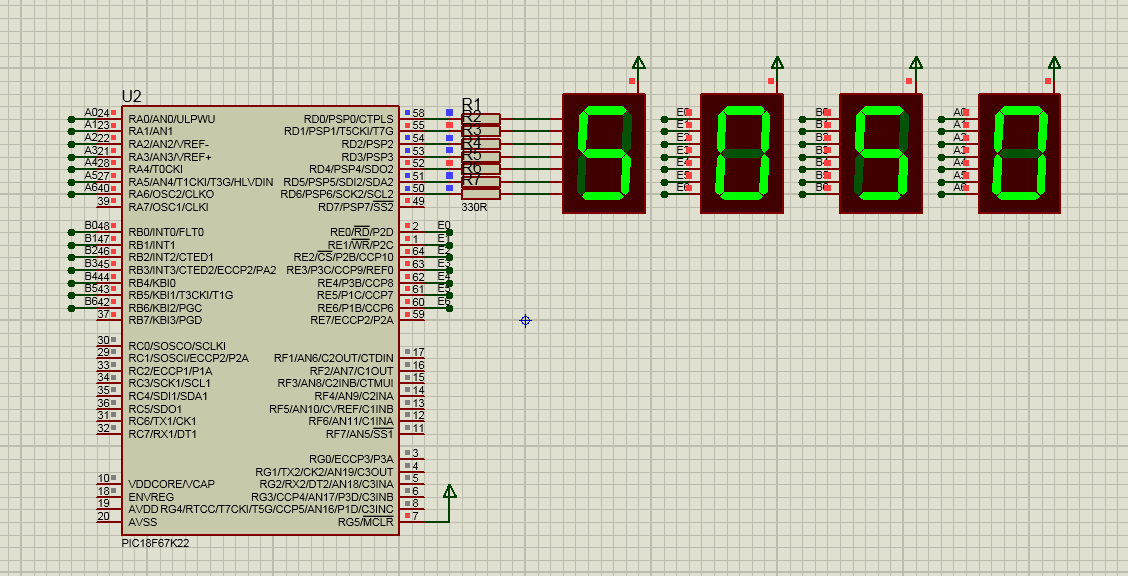 U2
A0 24 RA0/AN0/ULPWU RD0/PSP0/CTPLS 58 R1
A1 23 RA1/AN1 RD1/PSP1/T5CKI/T7G 55 R2
A2 22 RA2/AN2/VREF- RD2/PSP2 54 R3
A3 21 RA3/AN3/VREF+ RD3/PSP3 53 R4
A4 28 RA4/T0CKI RD4/PSP4/SDO2 52 R5
A5 27 RA5/AN4/T1CKI/T3G/HLVDIN RD5/PSP5/SDI2/SDA2 51 R6
A6 40 RA6/OSC2/CLKO RD6/PSP6/SCK2/SCL2 50 R7
39 RA7/OSC1/CLKI RD7/PSP7/SS2 49
330R
E0 B0 A0
E1 B1 A1
E2 B2 A2
E3 B3 A3
E4 B4 A4
E5 B5 A5
E6 B6 A6
5 0 5 0
B0 48 RB0/INT0/FLT0 RE0/RD/P2D 2 E0
B1 47 RB1/INT1 RE1/WR/P2C 1 E1
B2 46 RB2/INT2/CTED1 RE2/CS/P2B/CCP10 64 E2
B3 45 RB3/INT3/CTED2/ECCP2/PA2 RE3/P3C/CCP9/REF0 63 E3
B4 44 RB4/KBI0 RE4/P3B/CCP8 62 E4
B5 43 RB5/KBI1/T3CKI/T1G RE5/P1C/CCP7 61 E5
B6 42 RB6/KBI2/PGC RE6/P1B/CCP6 60 E6
37 RB7/KBI3/PGD RE7/ECCP2/P2A 59
30 RC0/SOSCO/SCLKI
29 RC1/SOSCI/ECCP2/P2A RF1/AN6/C2OUT/CTDIN 17
33 RC2/ECCP1/P1A RF2/AN7/C1OUT 16
34 RC3/SCK1/SCL1 RF3/AN8/C2INB/CTMUI 15
35 RC4/SDI1/SDA1 RF4/AN9/C2INA 14
36 RC5/SDO1 RF5/AN10/CVREF/C1INB 13
31 RC6/TX1/CK1 RF6/AN11/C1INA 12
32 RC7/RX1/DT1 RF7/AN5/SS1 11
RG0/ECCP3/P3A 3
RG1/TX2/CK2/AN19/C3OUT 4
10 VDDCORE/VCAP RG2/RX2/DT2/AN18/C3INA 5
18 ENVREG RG3/CCP4/AN17/P3D/C3INB 6
19 AVDD RG4/RTCC/T7CKI/T5G/CCP5/AN16/P1D/C3INC 8
20 AVSS RG5/MCLR 7
PIC18F67K22